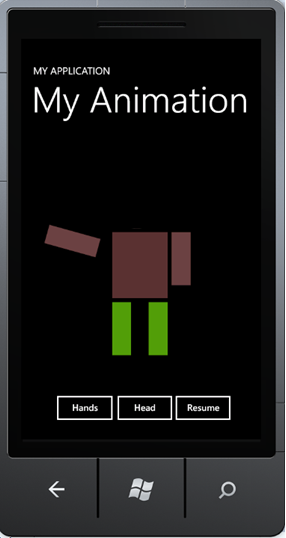 MY APPLICATION
My Animation
Hands Head Resume